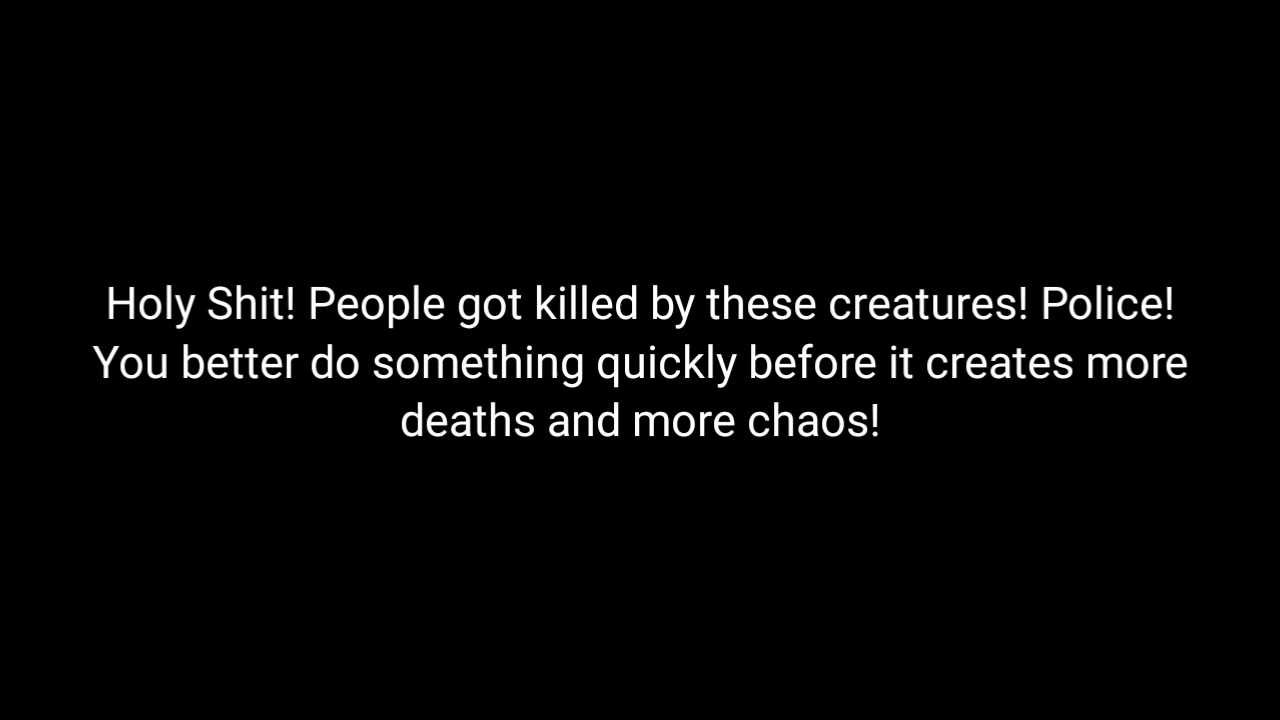 Holy Shit! People got killed by these creatures! Police!
You better do something quickly before it creates more
deaths and more chaos!